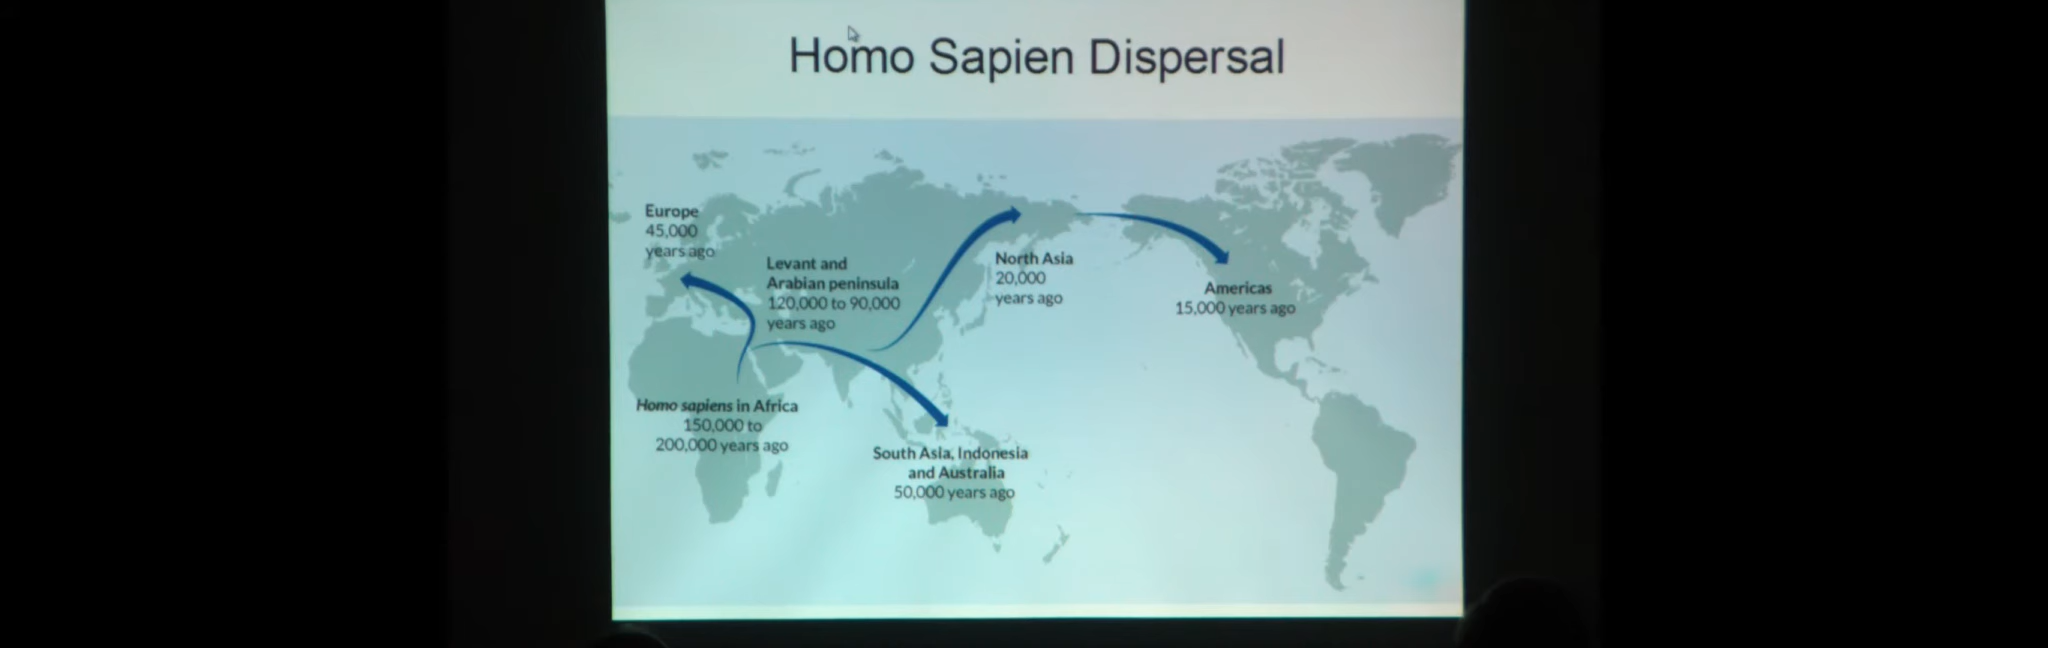 Homo Sapien Dispersal
Europe
45,000
years ago
Levant and
Arabian peninsula
120,000 to 90,000
years ago
North Asia
20,000
years ago
Americas
15,000 years ago
Homo sapiens in Africa
150,000 to
200,000 years ago
South Asia, Indonesia
and Australia
50,000 years ago